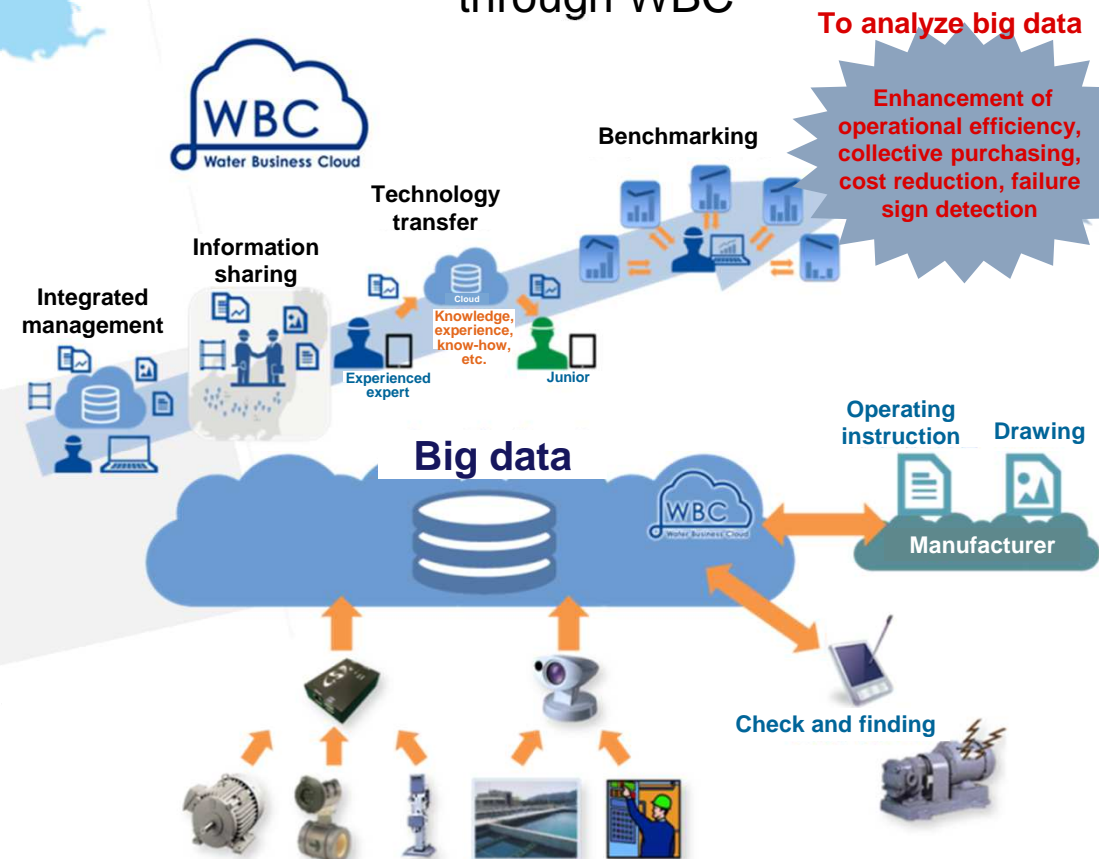 through WBC
To analyze big data
WBC
Water Business Cloud
Enhancement of
operational efficiency,
collective purchasing,
cost reduction, failure
sign detection
Benchmarking
Technology
transfer
Information
sharing
Integrated
management
Cloud
Knowledge,
experience,
know-how,
etc.
Experienced
expert
Junior
Big data
WBC
Water Business Cloud
Operating
instruction
Drawing
Manufacturer
Check and finding